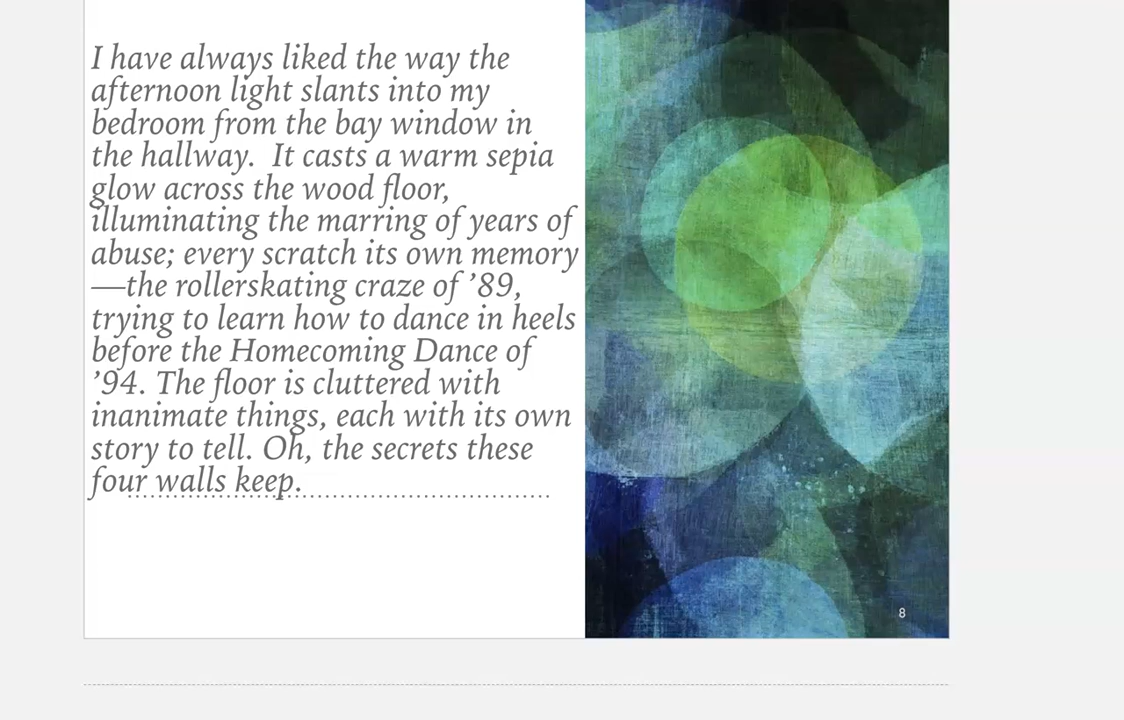 I have always liked the way the
afternoon light slants into my
bedroom from the bay window in
the hallway.  It casts a warm sepia
glow across the wood floor,
illuminating the marring of years of
abuse; every scratch its own memory
—the rollerskating craze of ’89,
trying to learn how to dance in heels
before the Homecoming Dance of
’94. The floor is cluttered with
inanimate things, each with its own
story to tell. Oh, the secrets these
four walls keep.
8